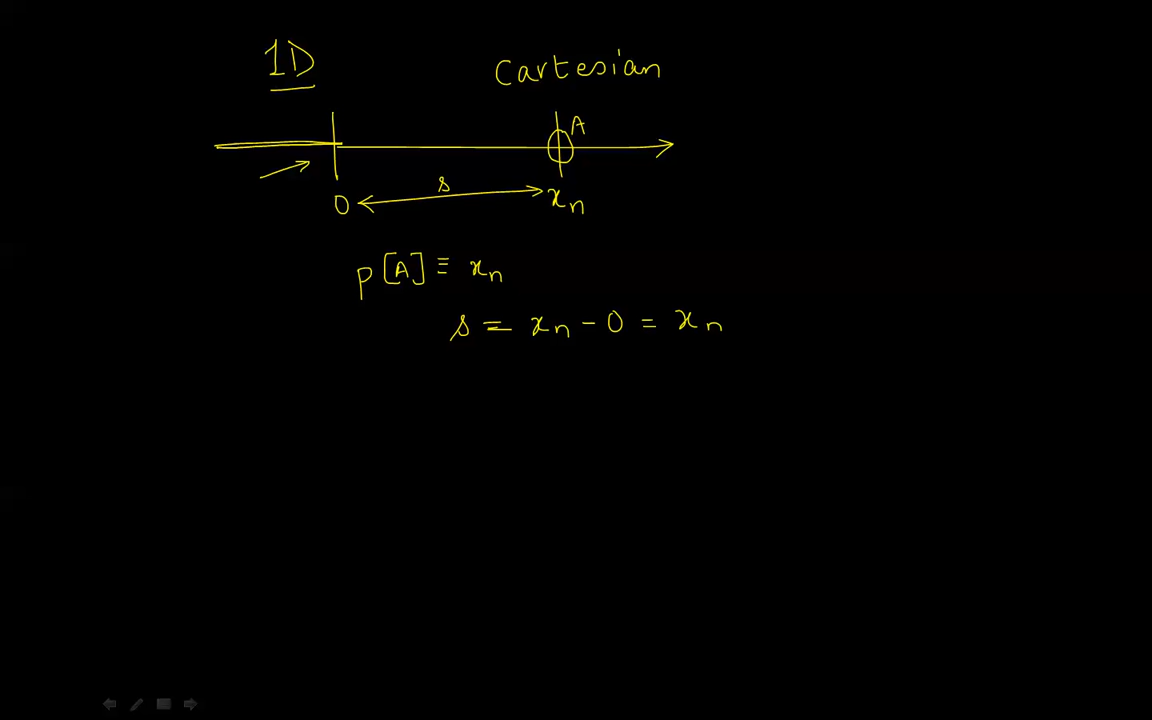 1D Cartesian
A
s
0 xn
p[A] ≡ xn
s = xn - 0 = xn